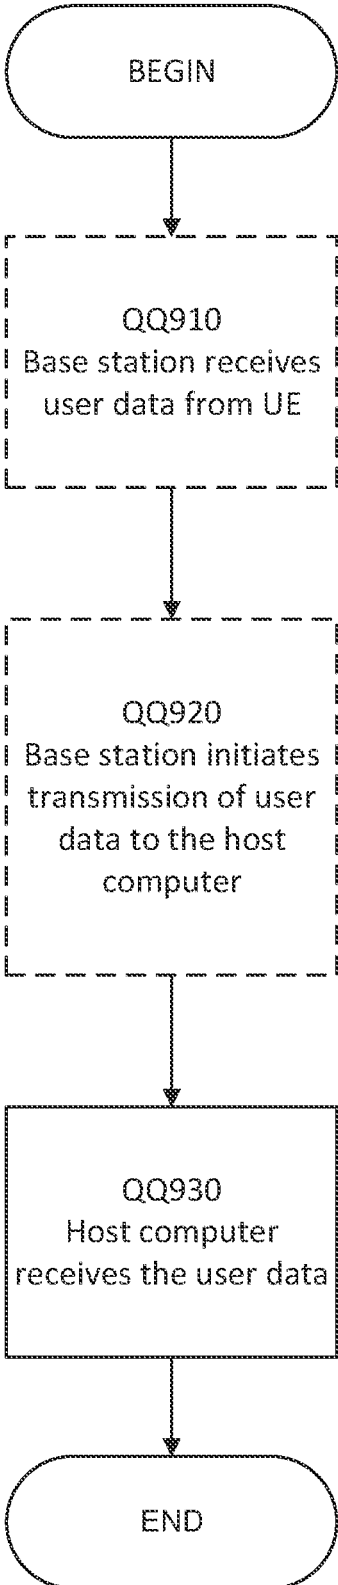 BEGIN
QQ910
Base station receives
user data from UE
QQ920
Base station initiates
transmission of user
data to the host
computer
QQ930
Host computer
receives the user data
END